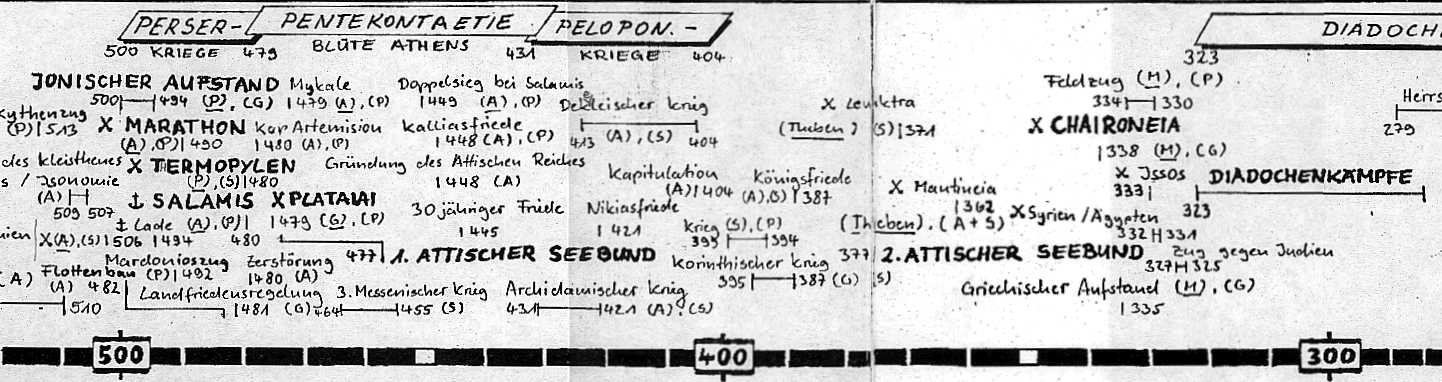 PERSER- PENTEKONTAETIE PELOPON.- DIADOCH
500 KRIEGE 479 BLÜTE ATHENS 431 KRIEGE 404 323
JONISCHER AUFSTAND Mykale Doppelsieg bei Salamis Feldzug (M), (P)
500 494 (P), (G) 1479 (A), (P) 1449 (A), (P) Dekleischer Krieg X Leuktra 334 330 Herrs
kythenzug X MARATHON Kap Artemision Kalliasfriede X CHAIRONEIA
(P) 513 (A), (P) 490 480 (A), (P) 448 (A), (P) 413 (A), (S) 404 (Theben) (S) 371 338 (M), (G) 279
des Kleisthenes X TERMOPYLEN Gründung des Attischen Reiches Kapitulation Königsfriede X Issos DIADOCHENKÄMPFE
s / Isonomie (P), (S) 480 448 (A) (A) 404 387 X Mantineia 333
(A) 509 507 SALAMIS X PLATAIAI 30jähriger Friede Nikiasfriede 362 X Syrien / Ägypten 323
Lade (A), (P) 479 (G), (P) 445 421 Krieg (S), (P) (Theben), (A+S) 332 331
X (A), (S) 506 494 480 395 394
Mardonioszug Zerstörung 477 1. ATTISCHER SEEBUND Korinthischer Krieg 377 2. ATTISCHER SEEBUND Zug gegen Indien
(A) Flottenbau (P) 492 480 (A) 395 387 (G) (S) 327 325
(A) 482 Landfriedensregelung 3. Messenischer Krieg Archidamischer Krieg Griechischer Aufstand (M), (G)
510 481 (G) 464 455 (S) 431 421 (A), (S) 335
500 400 300